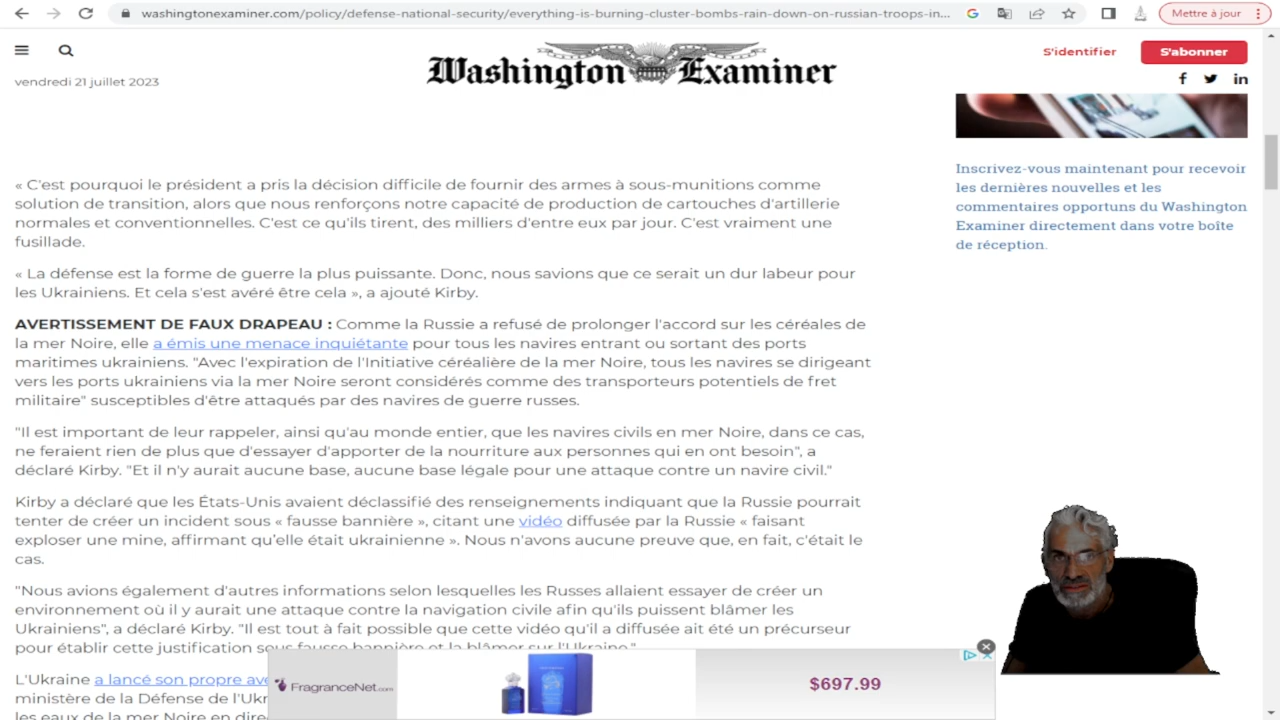 washingtonexaminer.com/policy/defense-national-security/everything-is-burning-cluster-bombs-rain-down-on-russian-troops-in...
Mettre à jour
Washington Examiner
S'identifier
S'abonner
vendredi 21 juillet 2023
« C'est pourquoi le président a pris la décision difficile de fournir des armes à sous-munitions comme
solution de transition, alors que nous renforçons notre capacité de production de cartouches d'artillerie
normales et conventionnelles. C'est ce qu'ils tirent, des milliers d'entre eux par jour. C'est vraiment une
fusillade.
« La défense est la forme de guerre la plus puissante. Donc, nous savions que ce serait un dur labeur pour
les Ukrainiens. Et cela s'est avéré être cela », a ajouté Kirby.
AVERTISSEMENT DE FAUX DRAPEAU : Comme la Russie a refusé de prolonger l'accord sur les céréales de
la mer Noire, elle a émis une menace inquiétante pour tous les navires entrant ou sortant des ports
maritimes ukrainiens. "Avec l'expiration de l'Initiative céréalière de la mer Noire, tous les navires se dirigeant
vers les ports ukrainiens via la mer Noire seront considérés comme des transporteurs potentiels de fret
militaire" susceptibles d'être attaqués par des navires de guerre russes.
"Il est important de leur rappeler, ainsi qu'au monde entier, que les navires civils en mer Noire, dans ce cas,
ne feraient rien de plus que d'essayer d'apporter de la nourriture aux personnes qui en ont besoin", a
déclaré Kirby. "Et il n'y aurait aucune base, aucune base légale pour une attaque contre un navire civil."
Kirby a déclaré que les États-Unis avaient déclassifié des renseignements indiquant que la Russie pourrait
tenter de créer un incident sous « fausse bannière », citant une vidéo diffusée par la Russie « faisant
exploser une mine, affirmant qu'elle était ukrainienne ». Nous n'avons aucune preuve que, en fait, c'était le
cas.
"Nous avions également d'autres informations selon lesquelles les Russes allaient essayer de créer un
environnement où il y aurait une attaque contre la navigation civile afin qu'ils puissent blâmer les
Ukrainiens", a déclaré Kirby. "Il est tout à fait possible que cette vidéo qu'il a diffusée ait été un précurseur
pour établir cette justification sous fausse bannière et la blâmer sur l'Ukraine."
L'Ukraine a lancé son propre ave
ministère de la Défense de l'Ukr
les eaux de la mer Noire en dire
Inscrivez-vous maintenant pour recevoir
les dernières nouvelles et les
commentaires opportuns du Washington
Examiner directement dans votre boîte
de réception.
FragranceNet.com
$697.99